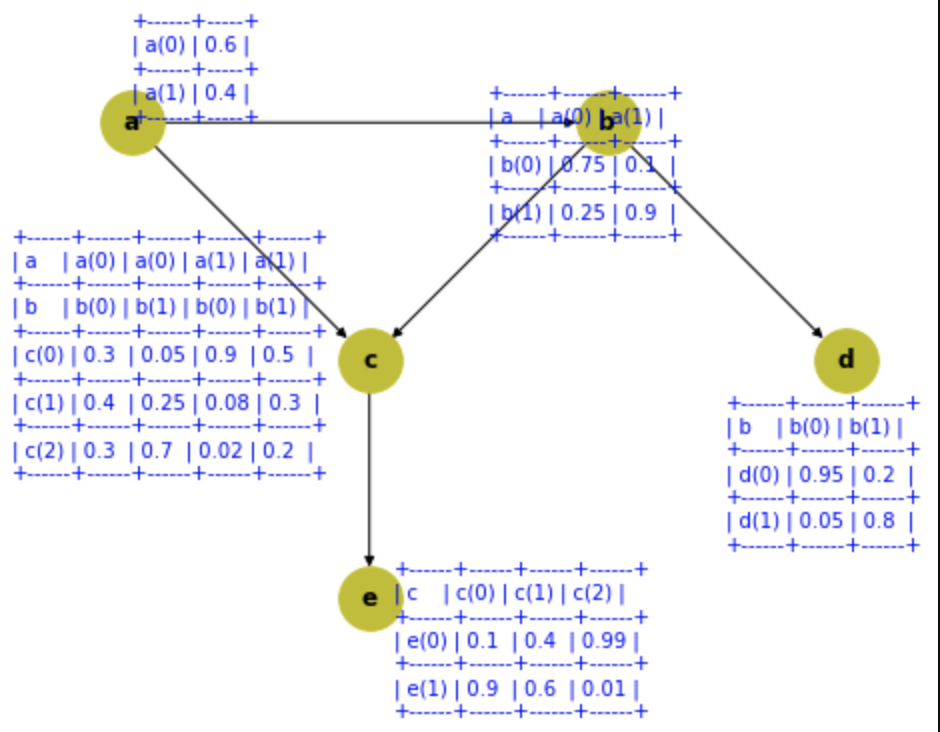 +------+-----+
| a(0) | 0.6 |
+------+-----+
| a(1) | 0.4 |
+------+-----+
a
+------+------+------+
| a | a(0) | a(1) |
+------+------+------+
| b(0) | 0.75 | 0.1 |
+------+------+------+
| b(1) | 0.25 | 0.9 |
+------+------+------+
b
+------+------+------+------+------+
| a | a(0) | a(0) | a(1) | a(1) |
+------+------+------+------+------+
| b | b(0) | b(1) | b(0) | b(1) |
+------+------+------+------+------+
| c(0) | 0.3 | 0.05 | 0.9 | 0.5 |
+------+------+------+------+------+
| c(1) | 0.4 | 0.25 | 0.08 | 0.3 |
+------+------+------+------+------+
| c(2) | 0.3 | 0.7 | 0.02 | 0.2 |
+------+------+------+------+------+
c
d
+------+------+------+
| b | b(0) | b(1) |
+------+------+------+
| d(0) | 0.95 | 0.2 |
+------+------+------+
| d(1) | 0.05 | 0.8 |
+------+------+------+
e
+------+------+------+------+
| c | c(0) | c(1) | c(2) |
+------+------+------+------+
| e(0) | 0.1 | 0.4 | 0.99 |
+------+------+------+------+
| e(1) | 0.9 | 0.6 | 0.01 |
+------+------+------+------+